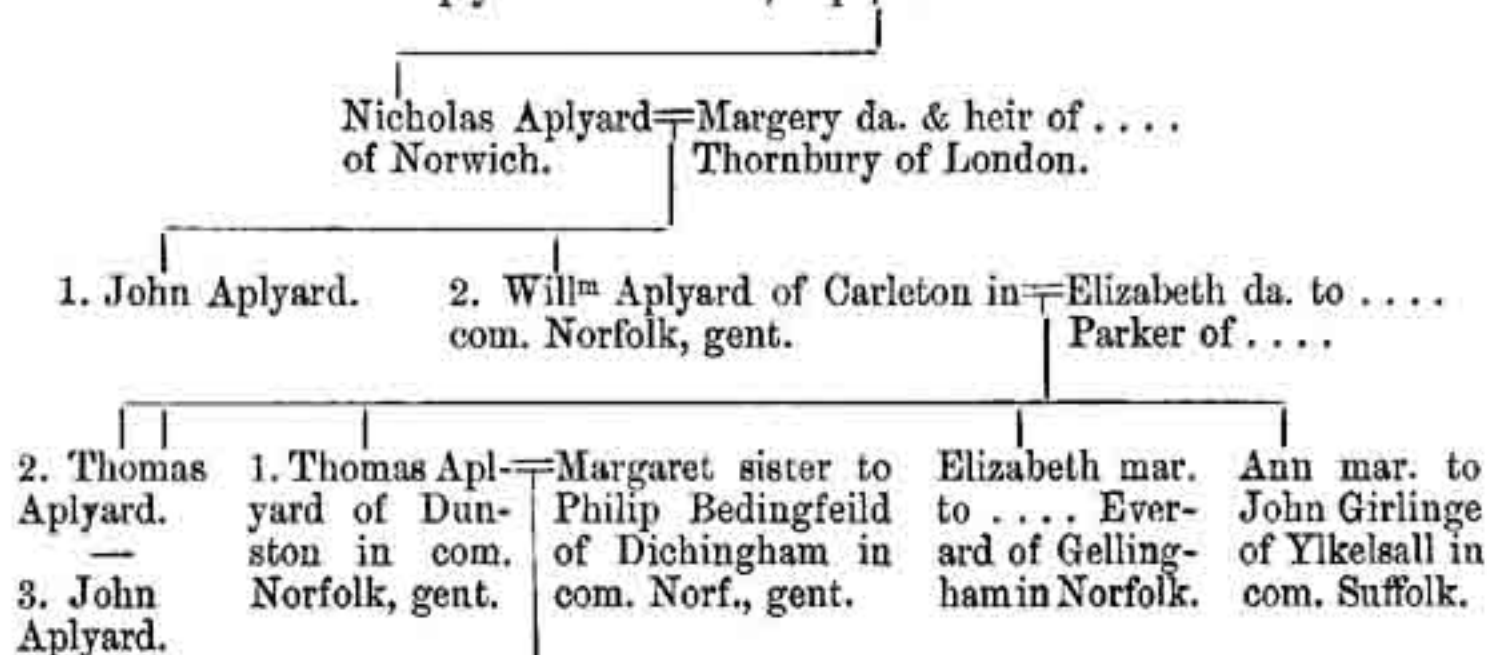 Nicholas Aplyard=Margery da. & heir of . . . .
of Norwich. Thornbury of London.
1. John Aplyard. 2. Willᵐ Aplyard of Carleton in=Elizabeth da. to . . . .
com. Norfolk, gent. Parker of . . . .
2. Thomas
Aplyard.
—
3. John
Aplyard.
1. Thomas Apl-
yard of Dun-
ston in com.
Norfolk, gent.
=Margaret sister to
Philip Bedingfeild
of Dichingham in
com. Norf., gent.
Elizabeth mar.
to . . . . Ever-
ard of Gelling-
ham in Norfolk.
Ann mar. to
John Girlinge
of Ylkelsall in
com. Suffolk.